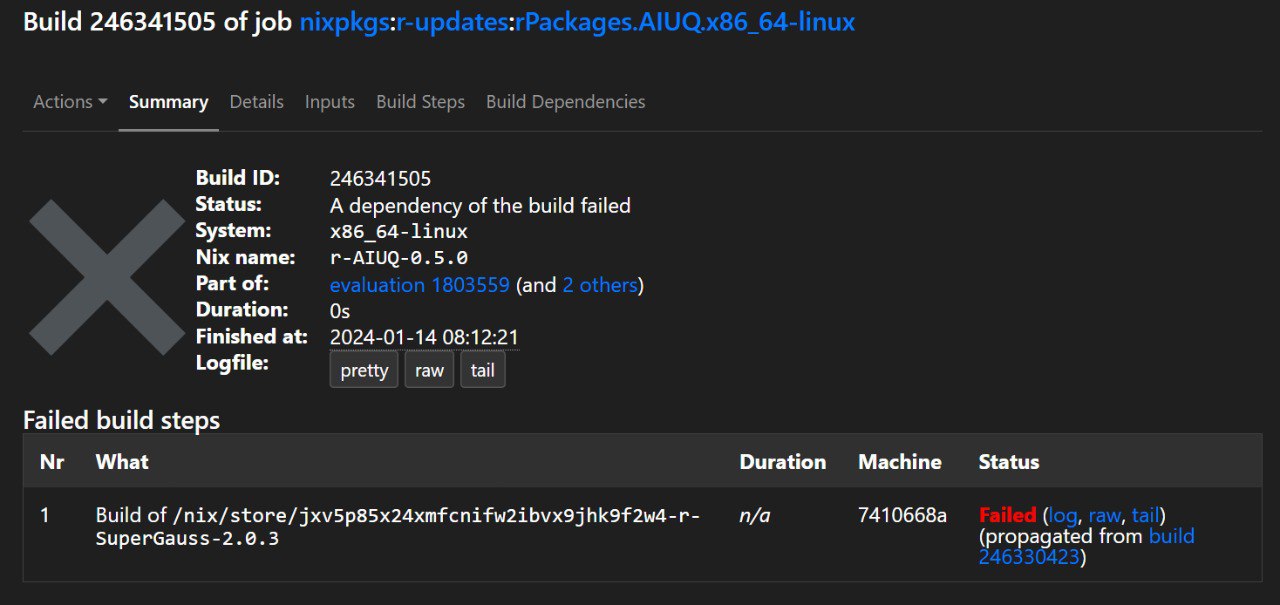 Build 246341505 of job nixpkgs:r-updates:rPackages.AIUQ.x86_64-linux
Actions Summary Details Inputs Build Steps Build Dependencies
Build ID: 246341505
Status: A dependency of the build failed
System: x86_64-linux
Nix name: r-AIUQ-0.5.0
Part of: evaluation 1803559 (and 2 others)
Duration: 0s
Finished at: 2024-01-14 08:12:21
Logfile: pretty raw tail
Failed build steps
Nr What Duration Machine Status
1 Build of /nix/store/jxv5p85x24xmfcnifw2ibvx9jhk9f2w4-r- n/a 7410668a Failed (log, raw, tail)
SuperGauss-2.0.3 (propagated from build
246330423)